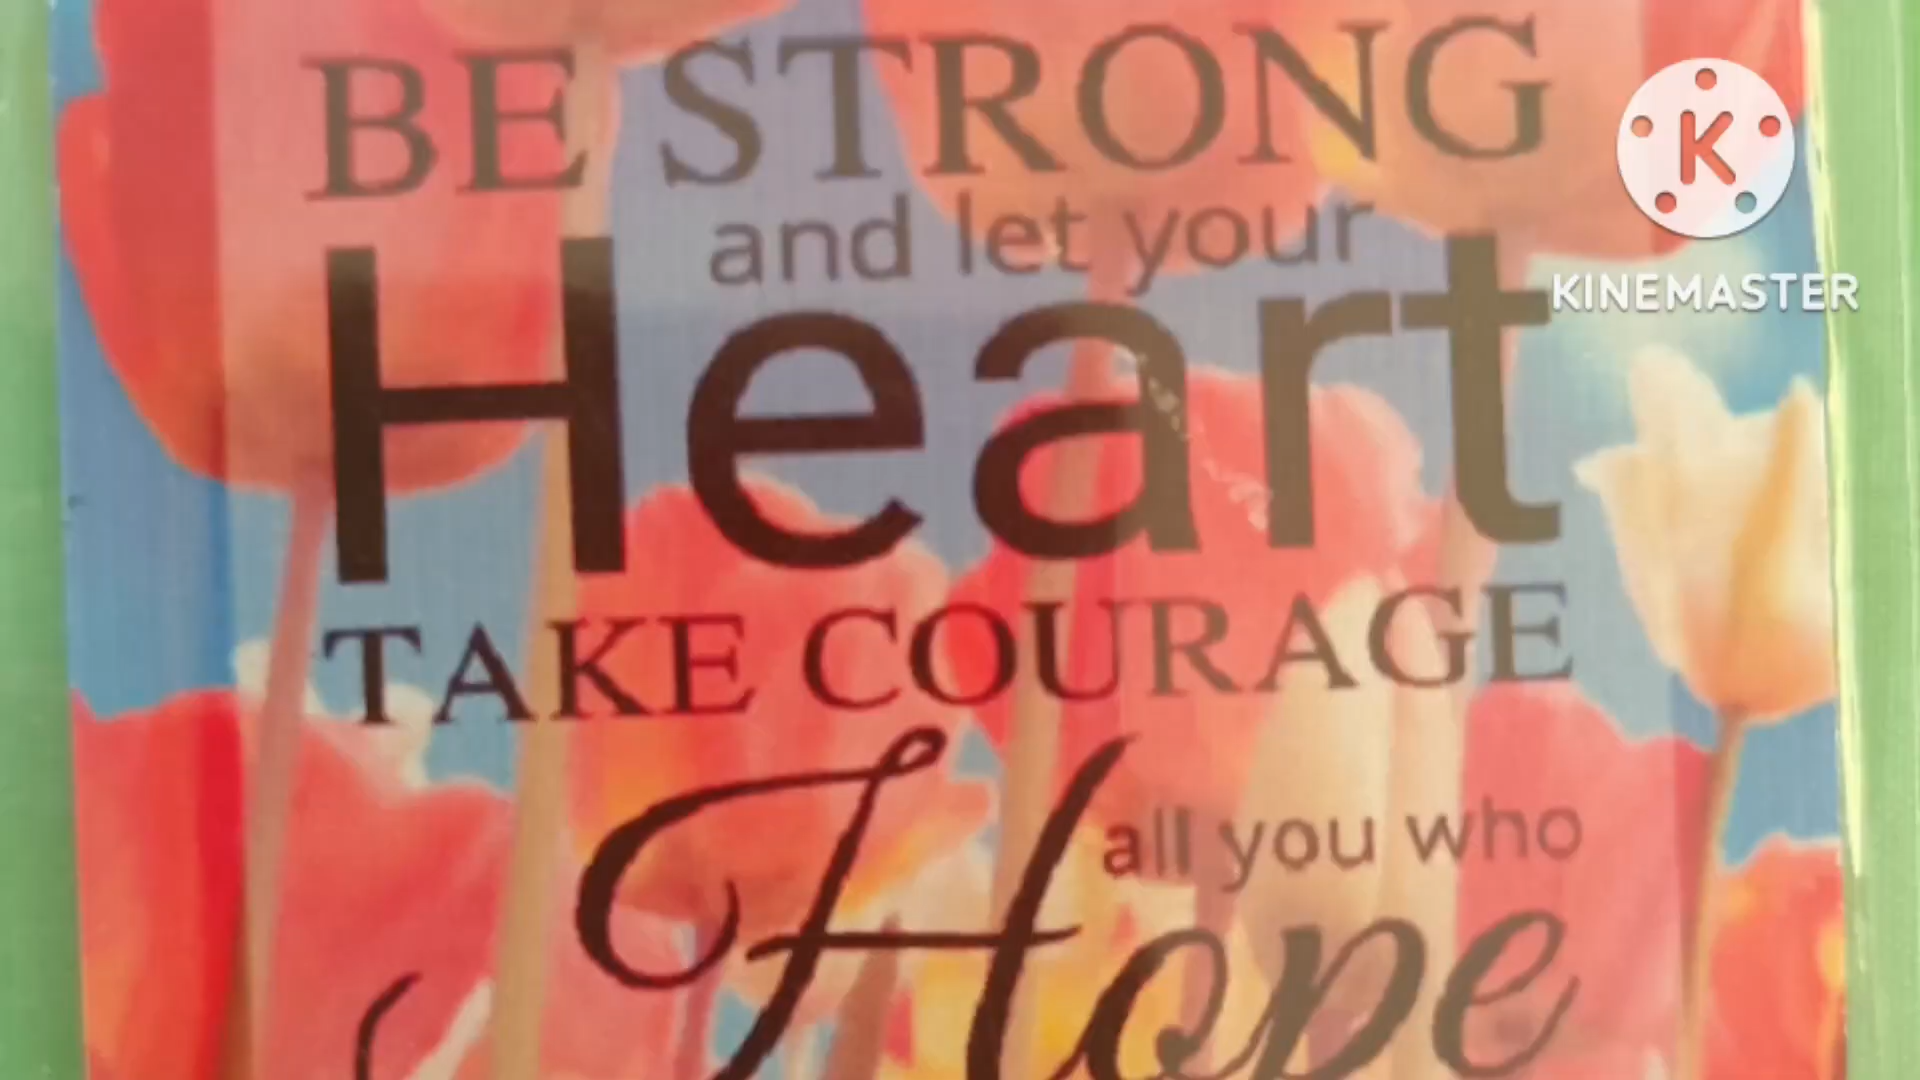 BE STRONG
and let your
Heart
TAKE COURAGE
all you who
Hope
K
KINEMASTER